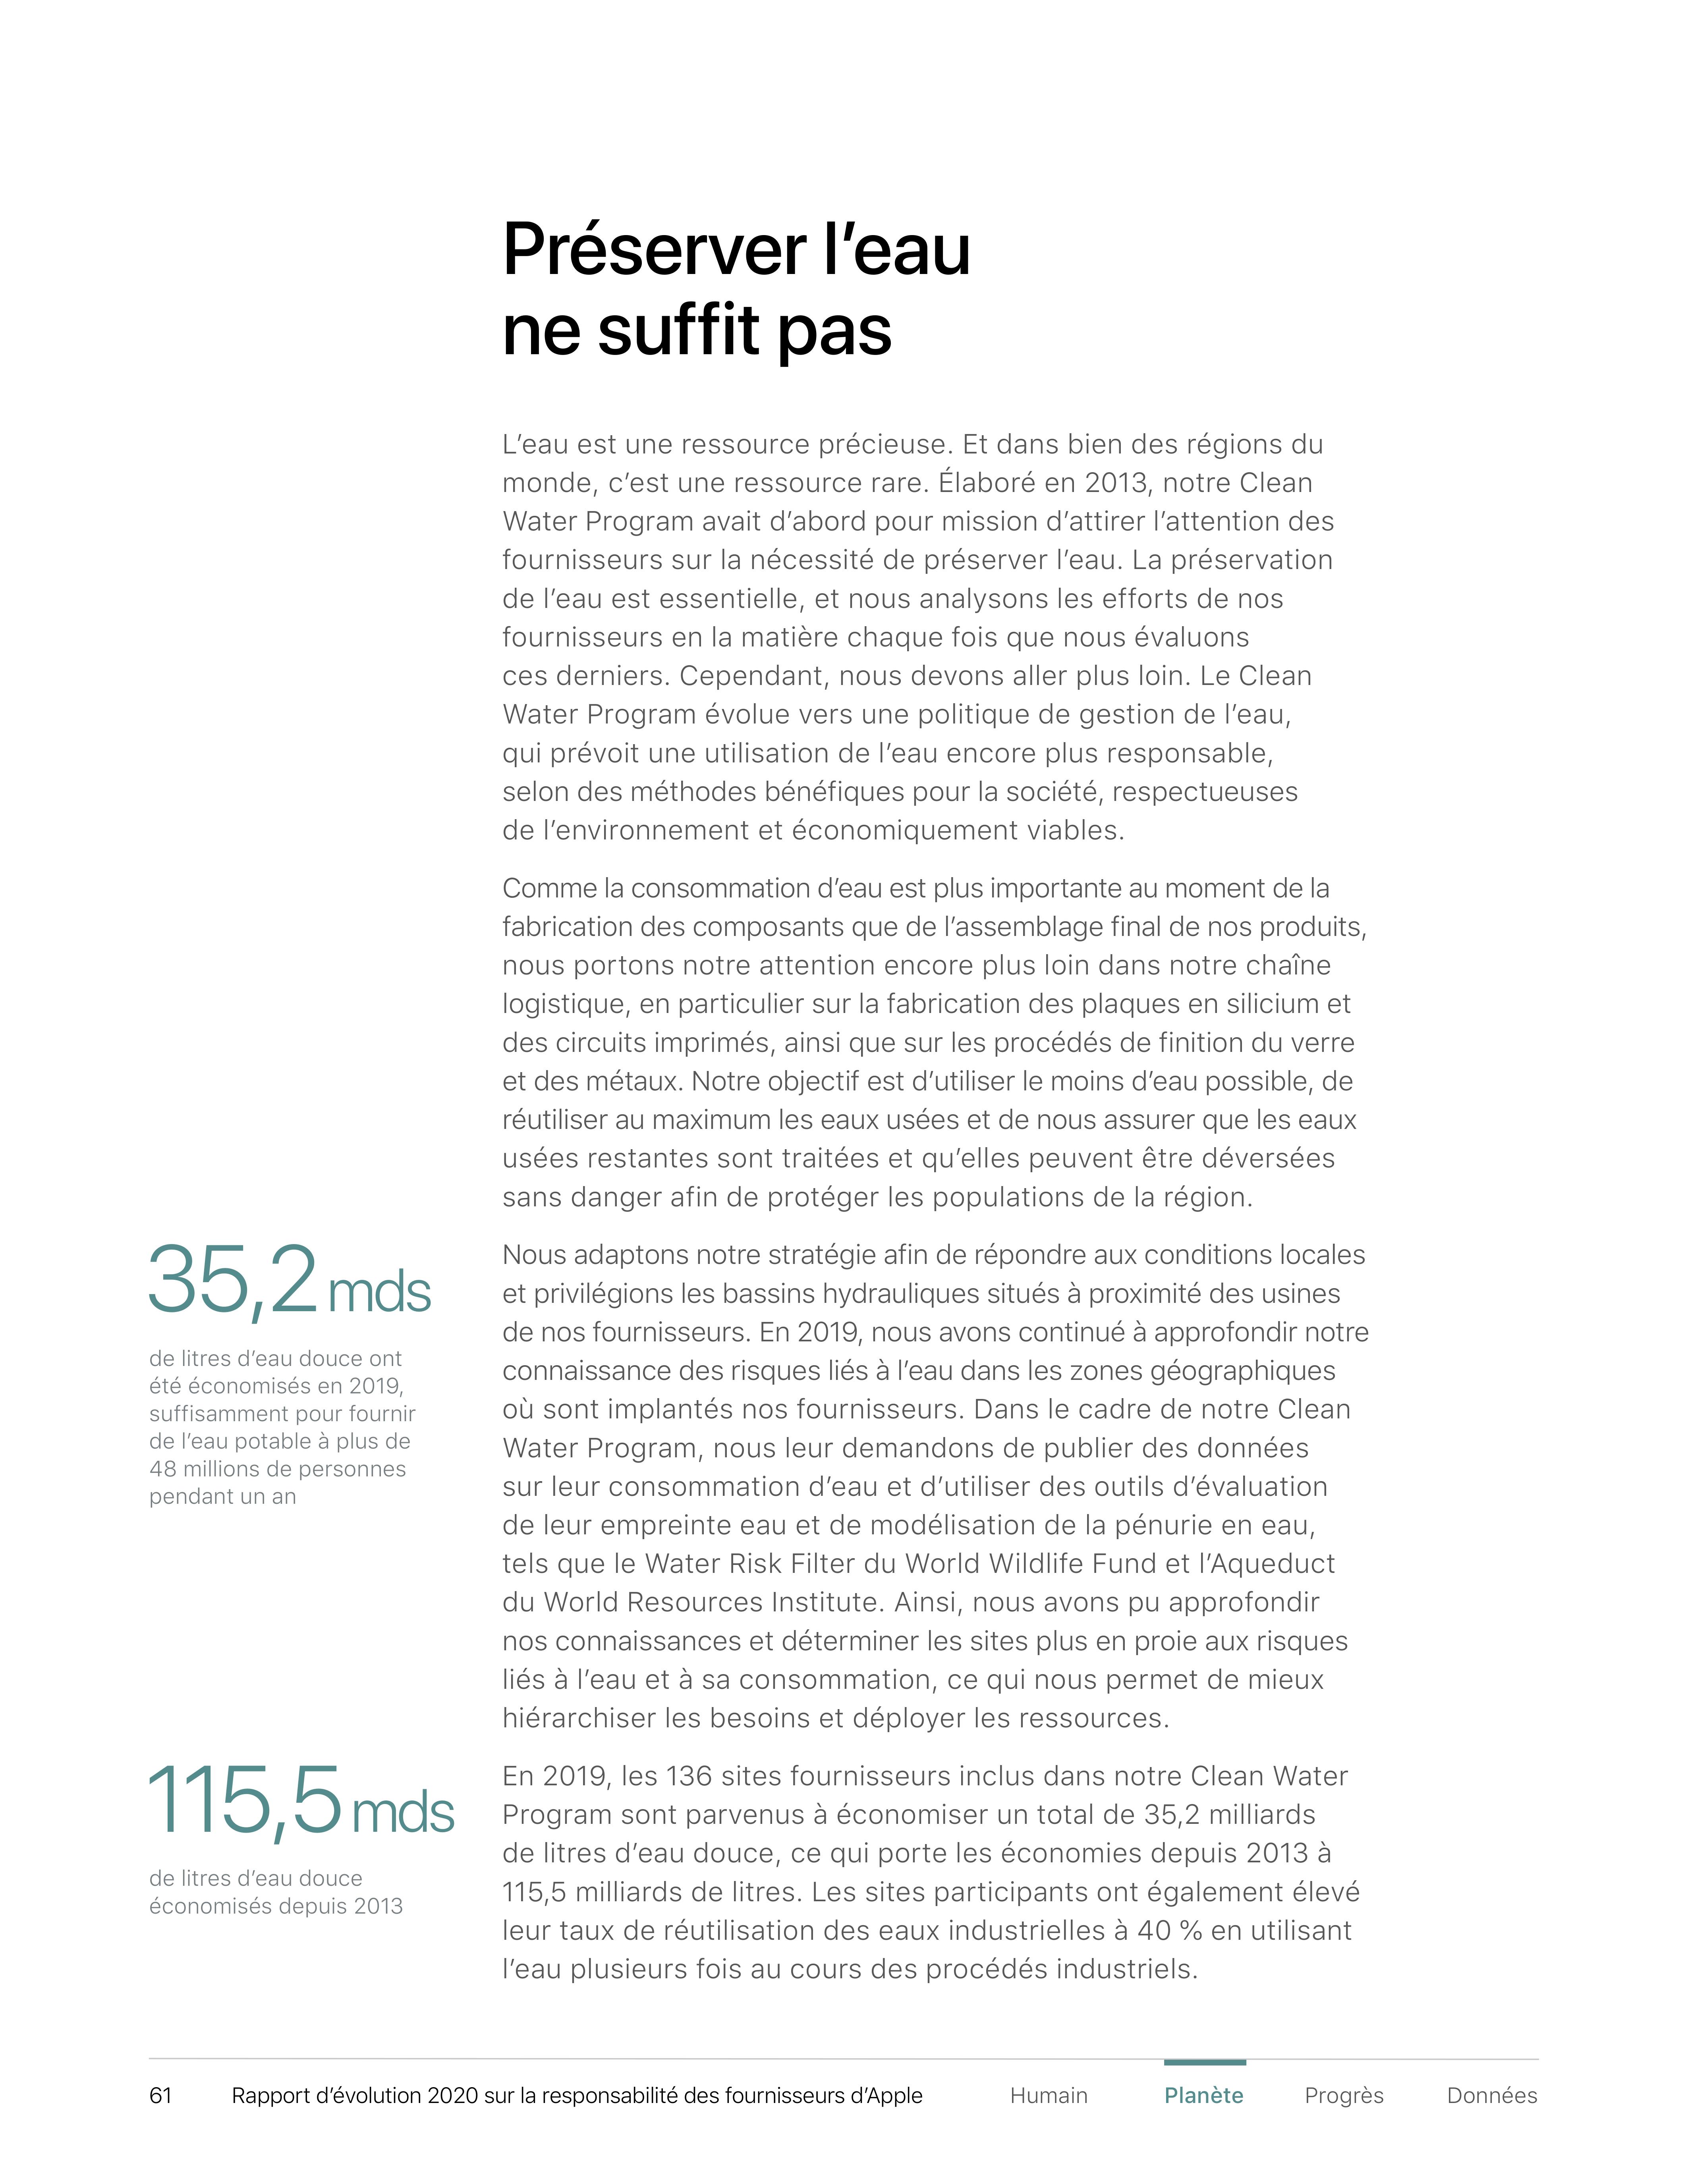 Préserver l’eau
ne suffit pas
L’eau est une ressource précieuse. Et dans bien des régions du
monde, c’est une ressource rare. Élaboré en 2013, notre Clean
Water Program avait d’abord pour mission d’attirer l’attention des
fournisseurs sur la nécessité de préserver l’eau. La préservation
de l’eau est essentielle, et nous analysons les efforts de nos
fournisseurs en la matière chaque fois que nous évaluons
ces derniers. Cependant, nous devons aller plus loin. Le Clean
Water Program évolue vers une politique de gestion de l’eau,
qui prévoit une utilisation de l’eau encore plus responsable,
selon des méthodes bénéfiques pour la société, respectueuses
de l’environnement et économiquement viables.
Comme la consommation d’eau est plus importante au moment de la
fabrication des composants que de l’assemblage final de nos produits,
nous portons notre attention encore plus loin dans notre chaîne
logistique, en particulier sur la fabrication des plaques en silicium et
des circuits imprimés, ainsi que sur les procédés de finition du verre
et des métaux. Notre objectif est d’utiliser le moins d’eau possible, de
réutiliser au maximum les eaux usées et de nous assurer que les eaux
usées restantes sont traitées et qu’elles peuvent être déversées
sans danger afin de protéger les populations de la région.
35,2 mds
de litres d’eau douce ont
été économisés en 2019,
suffisamment pour fournir
de l’eau potable à plus de
48 millions de personnes
pendant un an
Nous adaptons notre stratégie afin de répondre aux conditions locales
et privilégions les bassins hydrauliques situés à proximité des usines
de nos fournisseurs. En 2019, nous avons continué à approfondir notre
connaissance des risques liés à l’eau dans les zones géographiques
où sont implantés nos fournisseurs. Dans le cadre de notre Clean
Water Program, nous leur demandons de publier des données
sur leur consommation d’eau et d’utiliser des outils d’évaluation
de leur empreinte eau et de modélisation de la pénurie en eau,
tels que le Water Risk Filter du World Wildlife Fund et l’Aqueduct
du World Resources Institute. Ainsi, nous avons pu approfondir
nos connaissances et déterminer les sites plus en proie aux risques
liés à l’eau et à sa consommation, ce qui nous permet de mieux
hiérarchiser les besoins et déployer les ressources.
115,5 mds
de litres d’eau douce
économisés depuis 2013
En 2019, les 136 sites fournisseurs inclus dans notre Clean Water
Program sont parvenus à économiser un total de 35,2 milliards
de litres d’eau douce, ce qui porte les économies depuis 2013 à
115,5 milliards de litres. Les sites participants ont également élevé
leur taux de réutilisation des eaux industrielles à 40 % en utilisant
l’eau plusieurs fois au cours des procédés industriels.
61 Rapport d’évolution 2020 sur la responsabilité des fournisseurs d’Apple Humain Planète Progrès Données